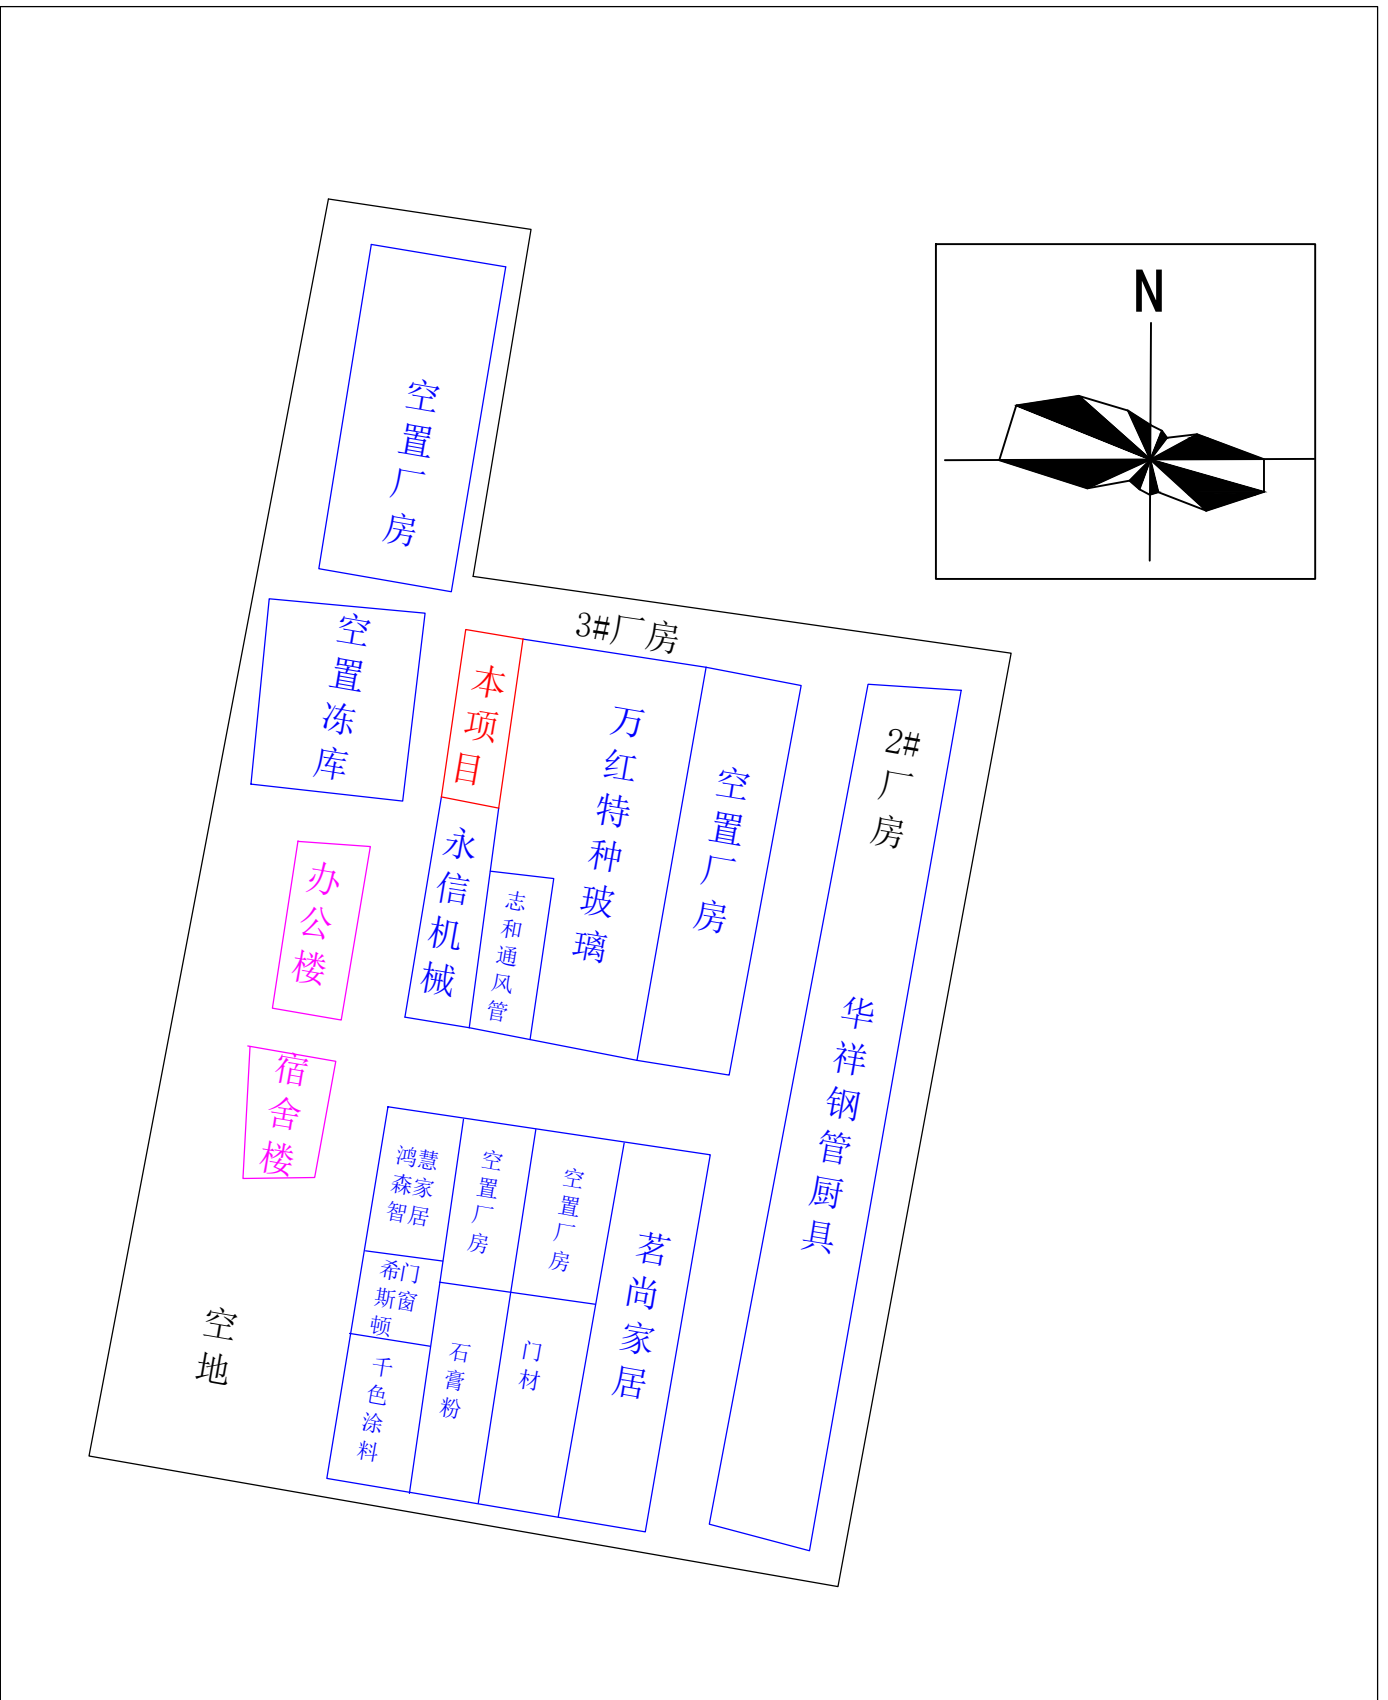 N
空置厂房
3#厂房
空置冻库
本项目
万红特种玻璃
空置厂房
2#厂房
永信机械
志和通风管
办公楼
华祥钢管厨具
宿舍楼
鸿慧
森家
智居
空置厂房
空置厂房
茗尚家居
希门
斯窗
顿
千色涂料
石膏粉
门材
空地